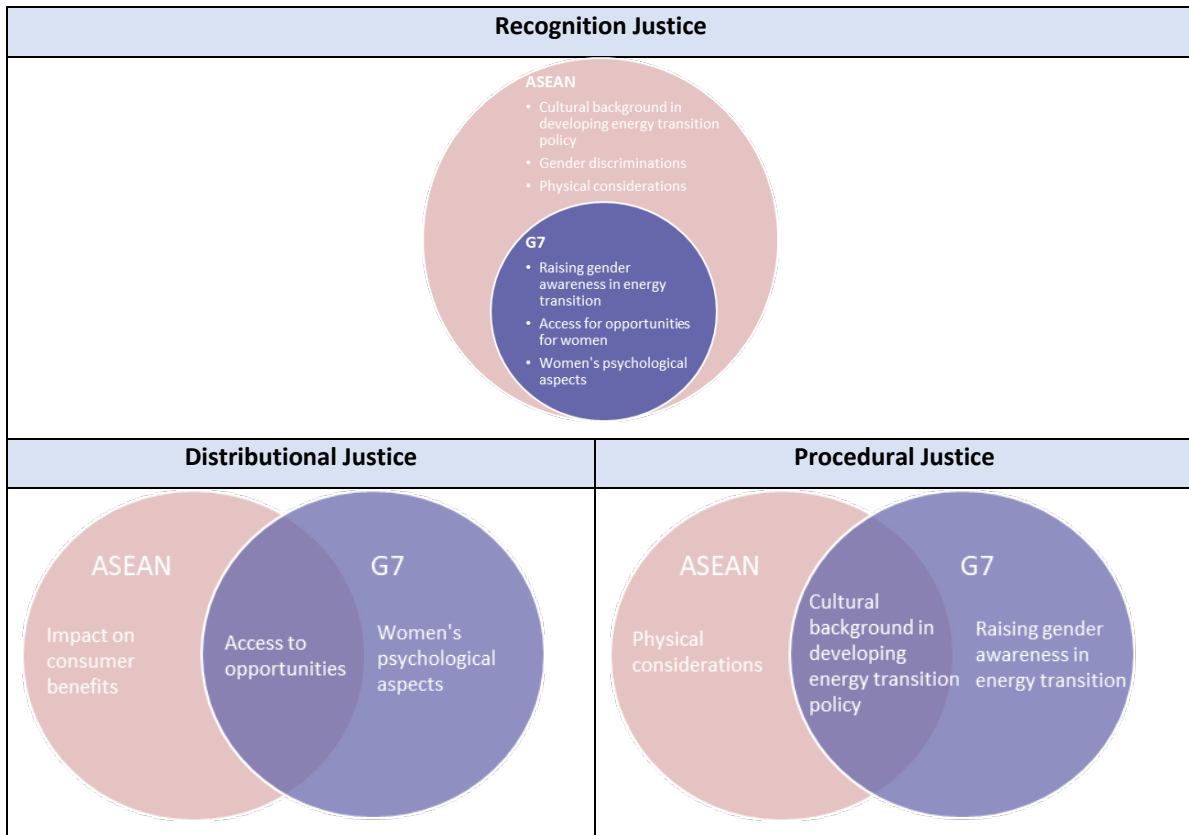 Recognition Justice
ASEAN
• Cultural background in
developing energy transition
policy
• Gender discriminations
• Physical considerations
G7
• Raising gender
awareness in energy
transition
• Access for opportunities
for women
• Women's psychological
aspects
Distributional Justice
ASEAN
Impact on
consumer
benefits
Access to
opportunities
G7
Women's
psychological
aspects
Procedural Justice
ASEAN
Physical
considerations
Cultural
background in
developing
energy transition
policy
G7
Raising gender
awareness in
energy transition